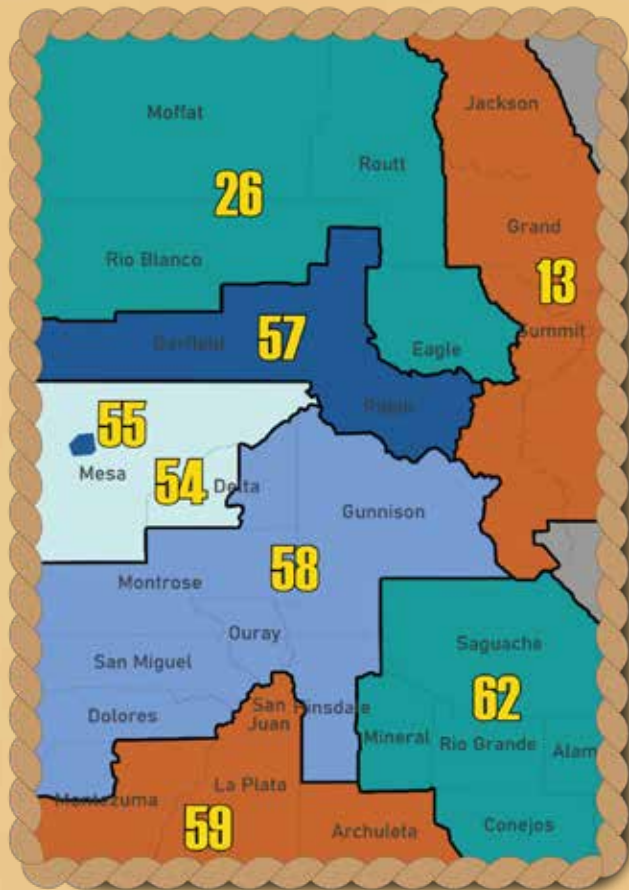 Jackson
Moffat
Routt
26
Grand
Rio Blanco
13
57
Garfield
Summit
Eagle
Pitkin
55
Mesa
54
Delta
Gunnison
58
Montrose
Ouray
Saguache
San Miguel
62
San
Juan
Hinsdale
Dolores
Mineral
Rio Grande
Alam
La Plata
Montezuma
59
Archuleta
Conejos